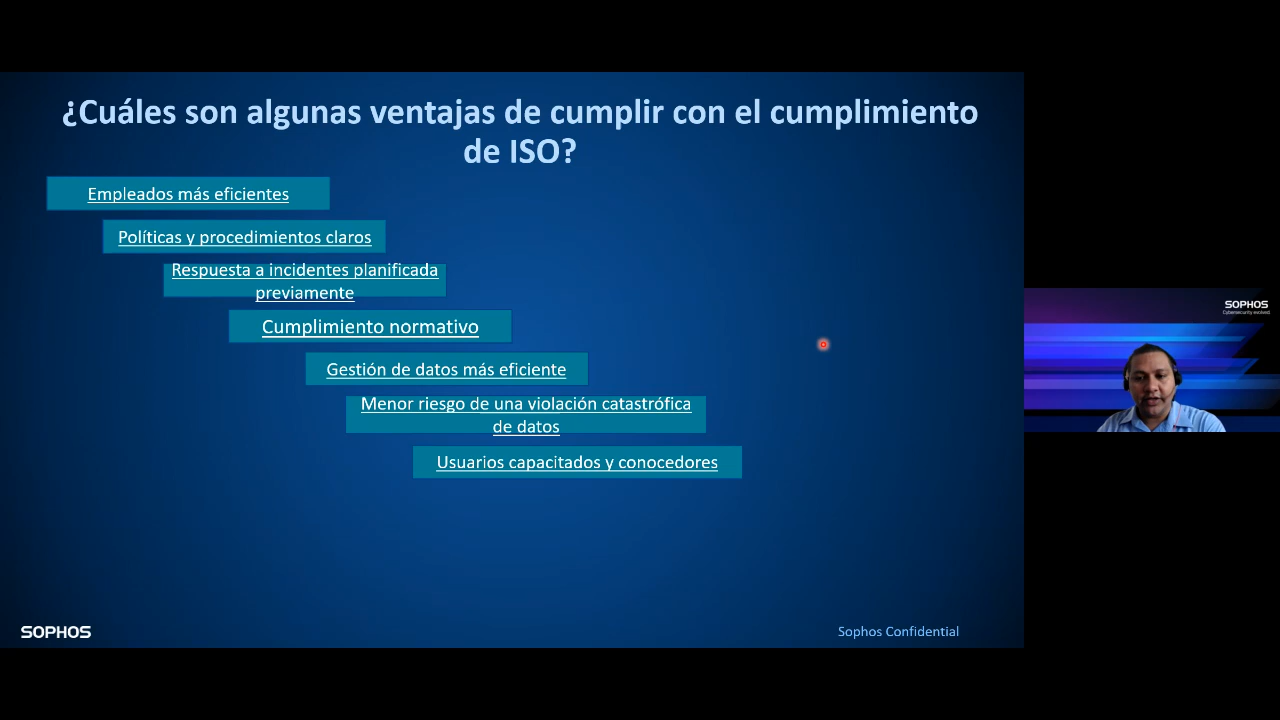 ¿Cuáles son algunas ventajas de cumplir con el cumplimiento
de ISO?
Empleados más eficientes
Políticas y procedimientos claros
Respuesta a incidentes planificada
previamente
Cumplimiento normativo
Gestión de datos más eficiente
Menor riesgo de una violación catastrófica
de datos
Usuarios capacitados y conocedores
SOPHOS
Sophos Confidential
SOPHOS
Cybersecurity evolved.